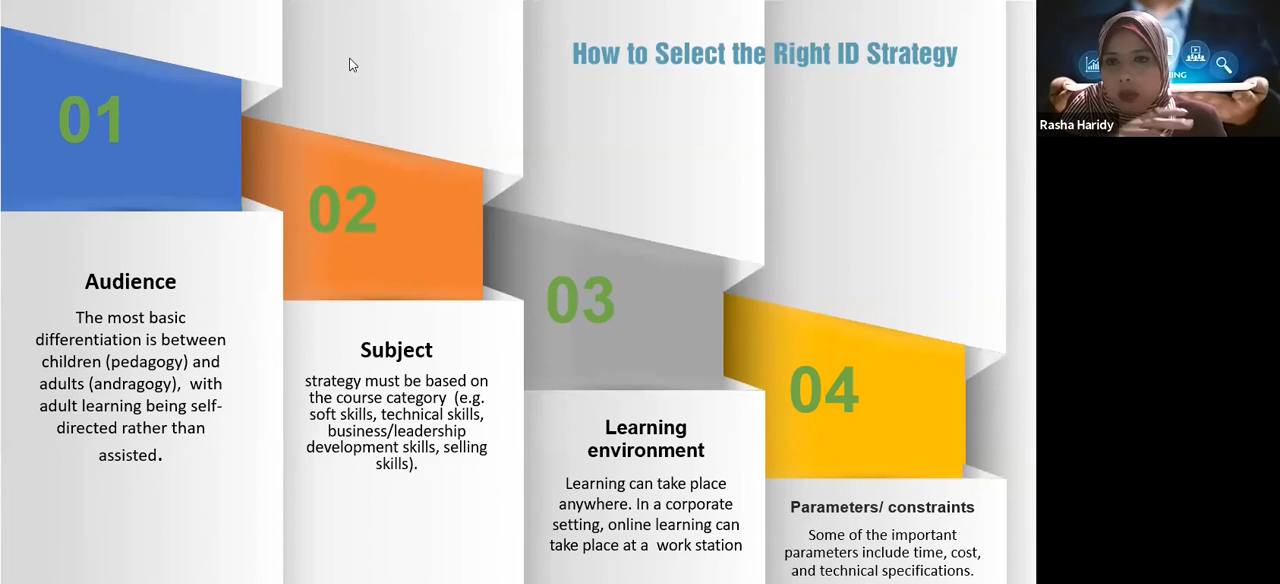 How to Select the Right ID Strategy
01
Audience
The most basic
differentiation is between
children (pedagogy) and
adults (andragogy),  with
adult learning being self-
directed rather than
assisted.
02
Subject
strategy must be based on
the course category  (e.g.
soft skills, technical skills,
business/leadership
development skills, selling
skills).
03
Learning
environment
Learning can take place
anywhere. In a corporate
setting, online learning can
take place at a  work station
04
Parameters/ constraints
Some of the important
parameters include time, cost,
and technical specifications.
Rasha Haridy